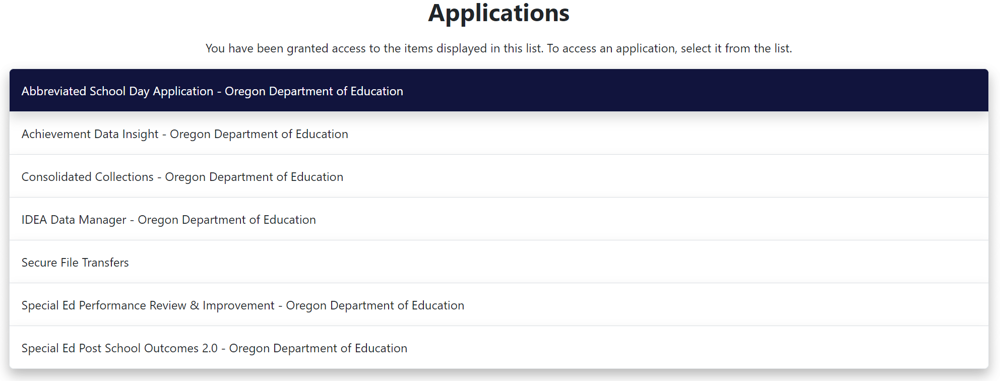 Applications
You have been granted access to the items displayed in this list. To access an application, select it from the list.
Abbreviated School Day Application - Oregon Department of Education
Achievement Data Insight - Oregon Department of Education
Consolidated Collections - Oregon Department of Education
IDEA Data Manager - Oregon Department of Education
Secure File Transfers
Special Ed Performance Review & Improvement - Oregon Department of Education
Special Ed Post School Outcomes 2.0 - Oregon Department of Education